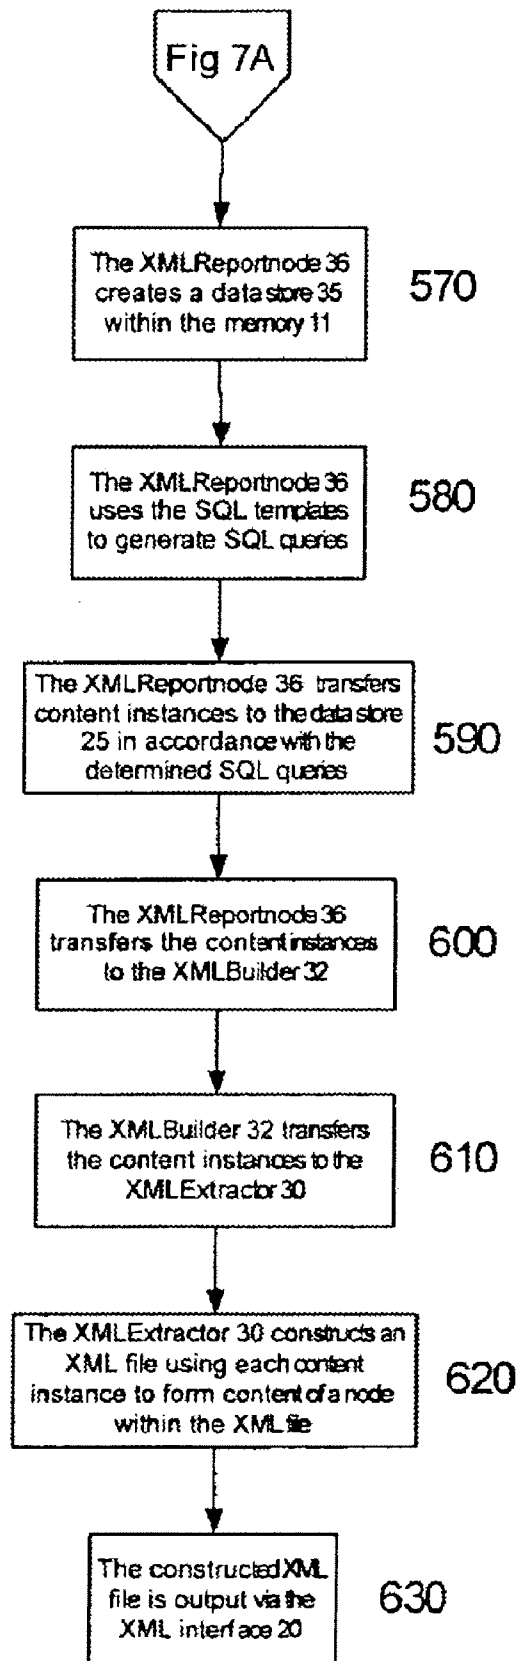 Fig 7A
The XMLReportnode 36
creates a datastore 35
within the memory 11
570
The XMLReportnode 36
uses the SQL templates
to generate SQL queries
580
The XMLReportnode 36 transfers
content instances to the data store
25 in accordance with the
determined SQL queries
590
The XMLReportnode 36
transfers the content instances
to the XMLBuilder 32
600
The XMLBuilder 32 transfers
the content instances to the
XMLExtractor 30
610
The XMLExtractor 30 constructs an
XML file using each content
instance to form content of a node
within the XML file
620
The constructed XML
file is output via the
XML interface 20
630